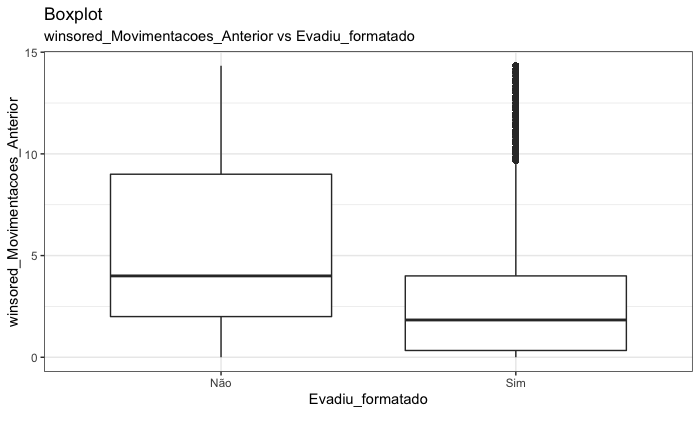 Boxplot
winsored_Movimentacoes_Anterior vs Evadiu_formatado
winsored_Movimentacoes_Anterior
15
10
5
0
Não Sim
Evadiu_formatado